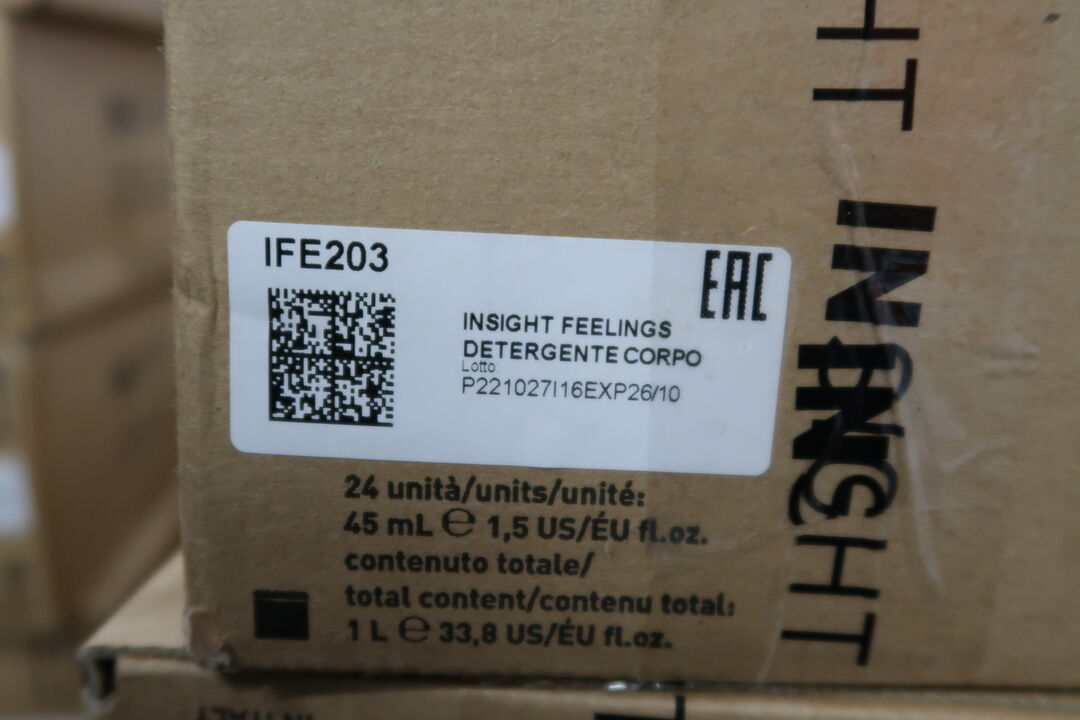 IFE203
EAC
INSIGHT FEELINGS
DETERGENTE CORPO
Lotto
P221027I16EXP26/10
24 unità/units/unité:
45 mL ℮ 1,5 US/ÉU fl.oz.
contenuto totale/
total content/contenu total:
1 L ℮ 33,8 US/ÉU fl.oz.
HT
INSIGHT